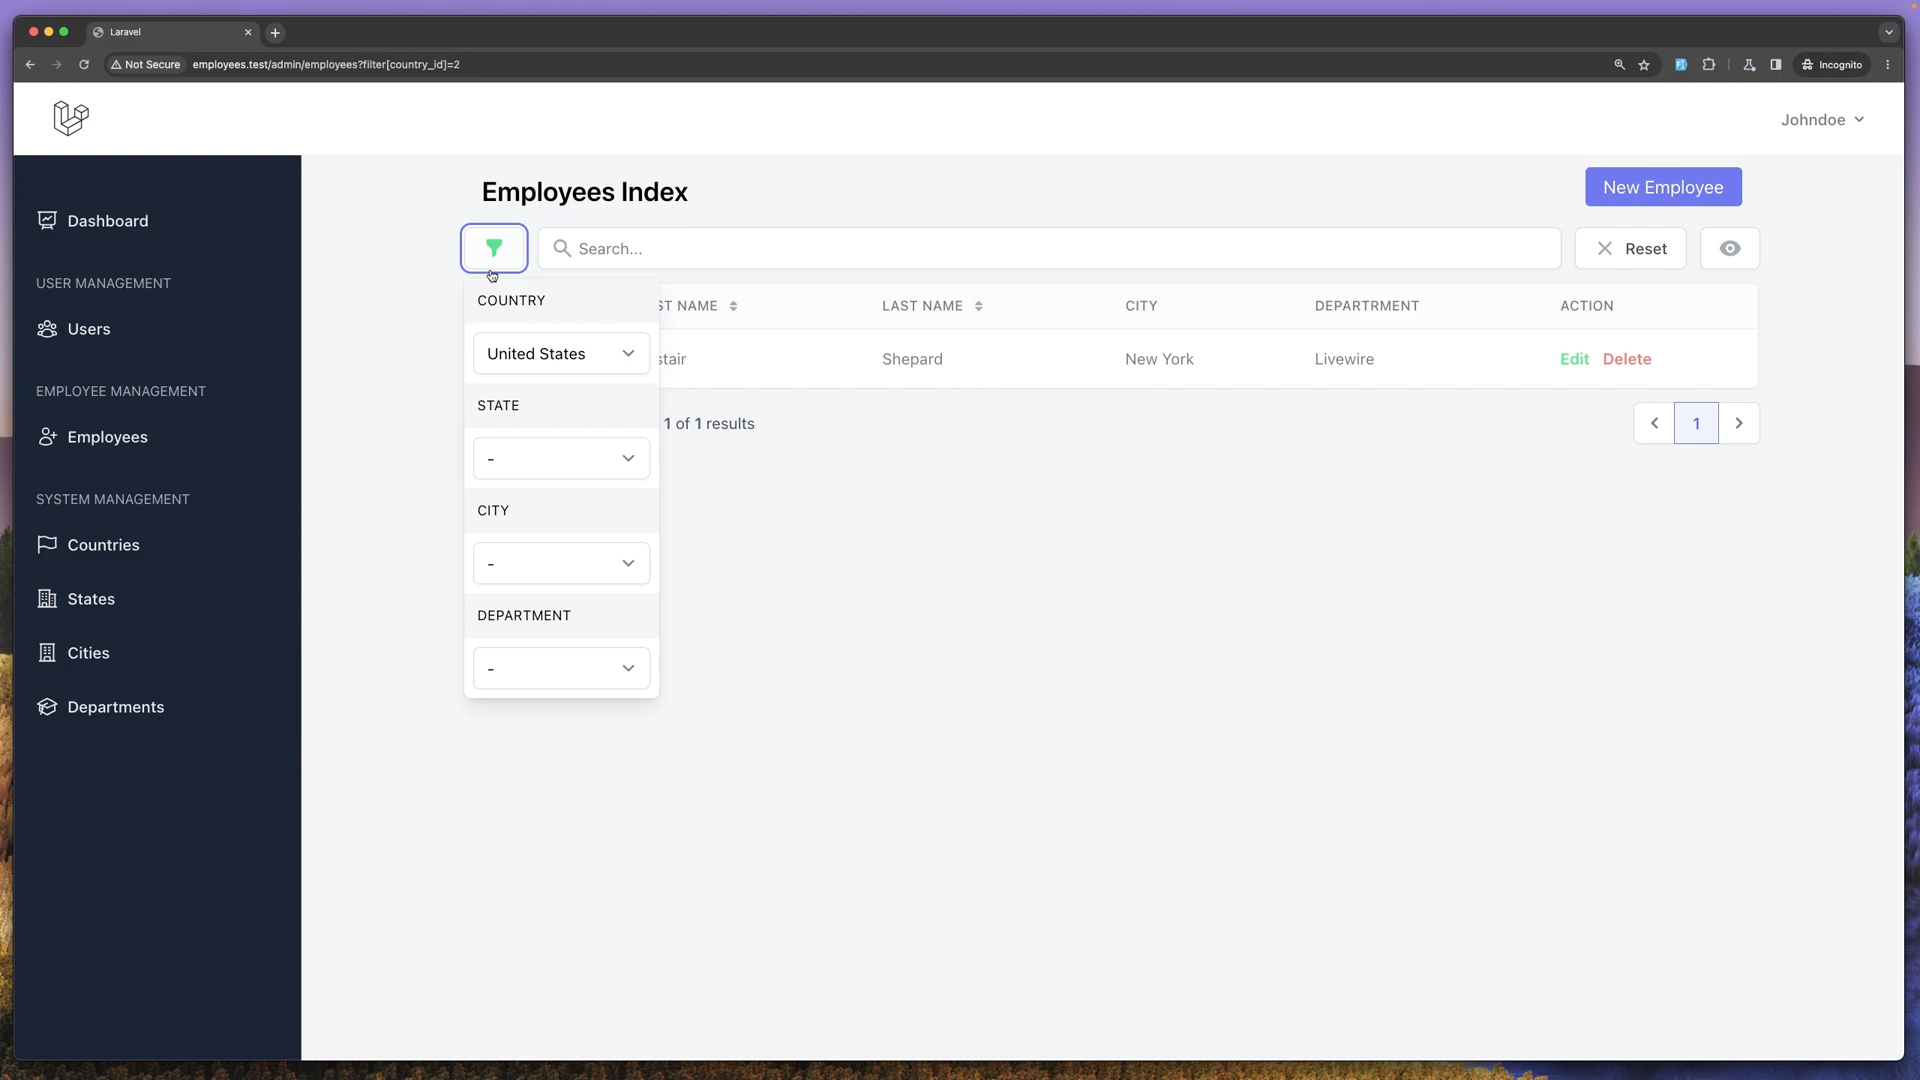 Laravel
Not Secure employees.test/admin/employees?filter[country_id]=2
Incognito
Johndoe
Dashboard
USER MANAGEMENT
Users
EMPLOYEE MANAGEMENT
Employees
SYSTEM MANAGEMENT
Countries
States
Cities
Departments
Employees Index
New Employee
Search...
Reset
COUNTRY
United States
STATE
-
CITY
-
DEPARTMENT
-
ST NAME LAST NAME CITY DEPARTRMENT ACTION
stair Shepard New York Livewire Edit Delete
1 of 1 results
1